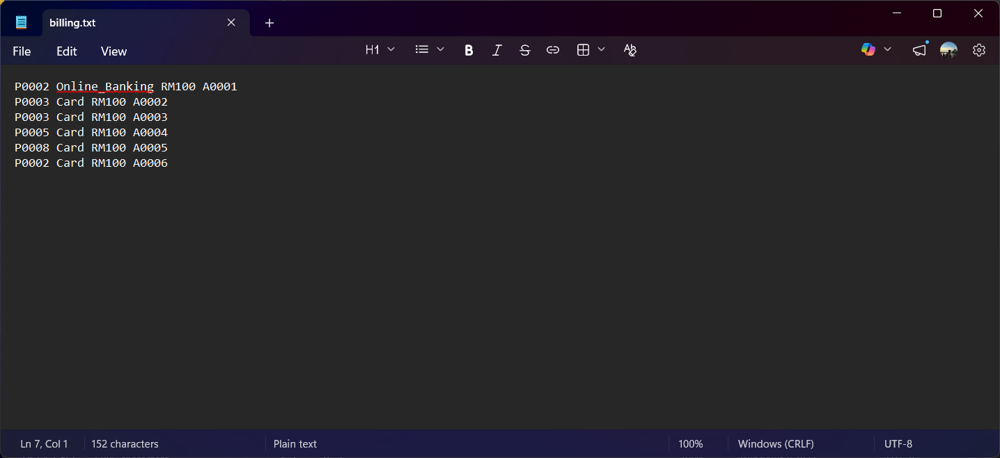 billing.txt
File Edit View H1
P0002 Online_Banking RM100 A0001
P0003 Card RM100 A0002
P0003 Card RM100 A0003
P0005 Card RM100 A0004
P0008 Card RM100 A0005
P0002 Card RM100 A0006
Ln 7, Col 1 152 characters Plain text 100% Windows (CRLF) UTF-8